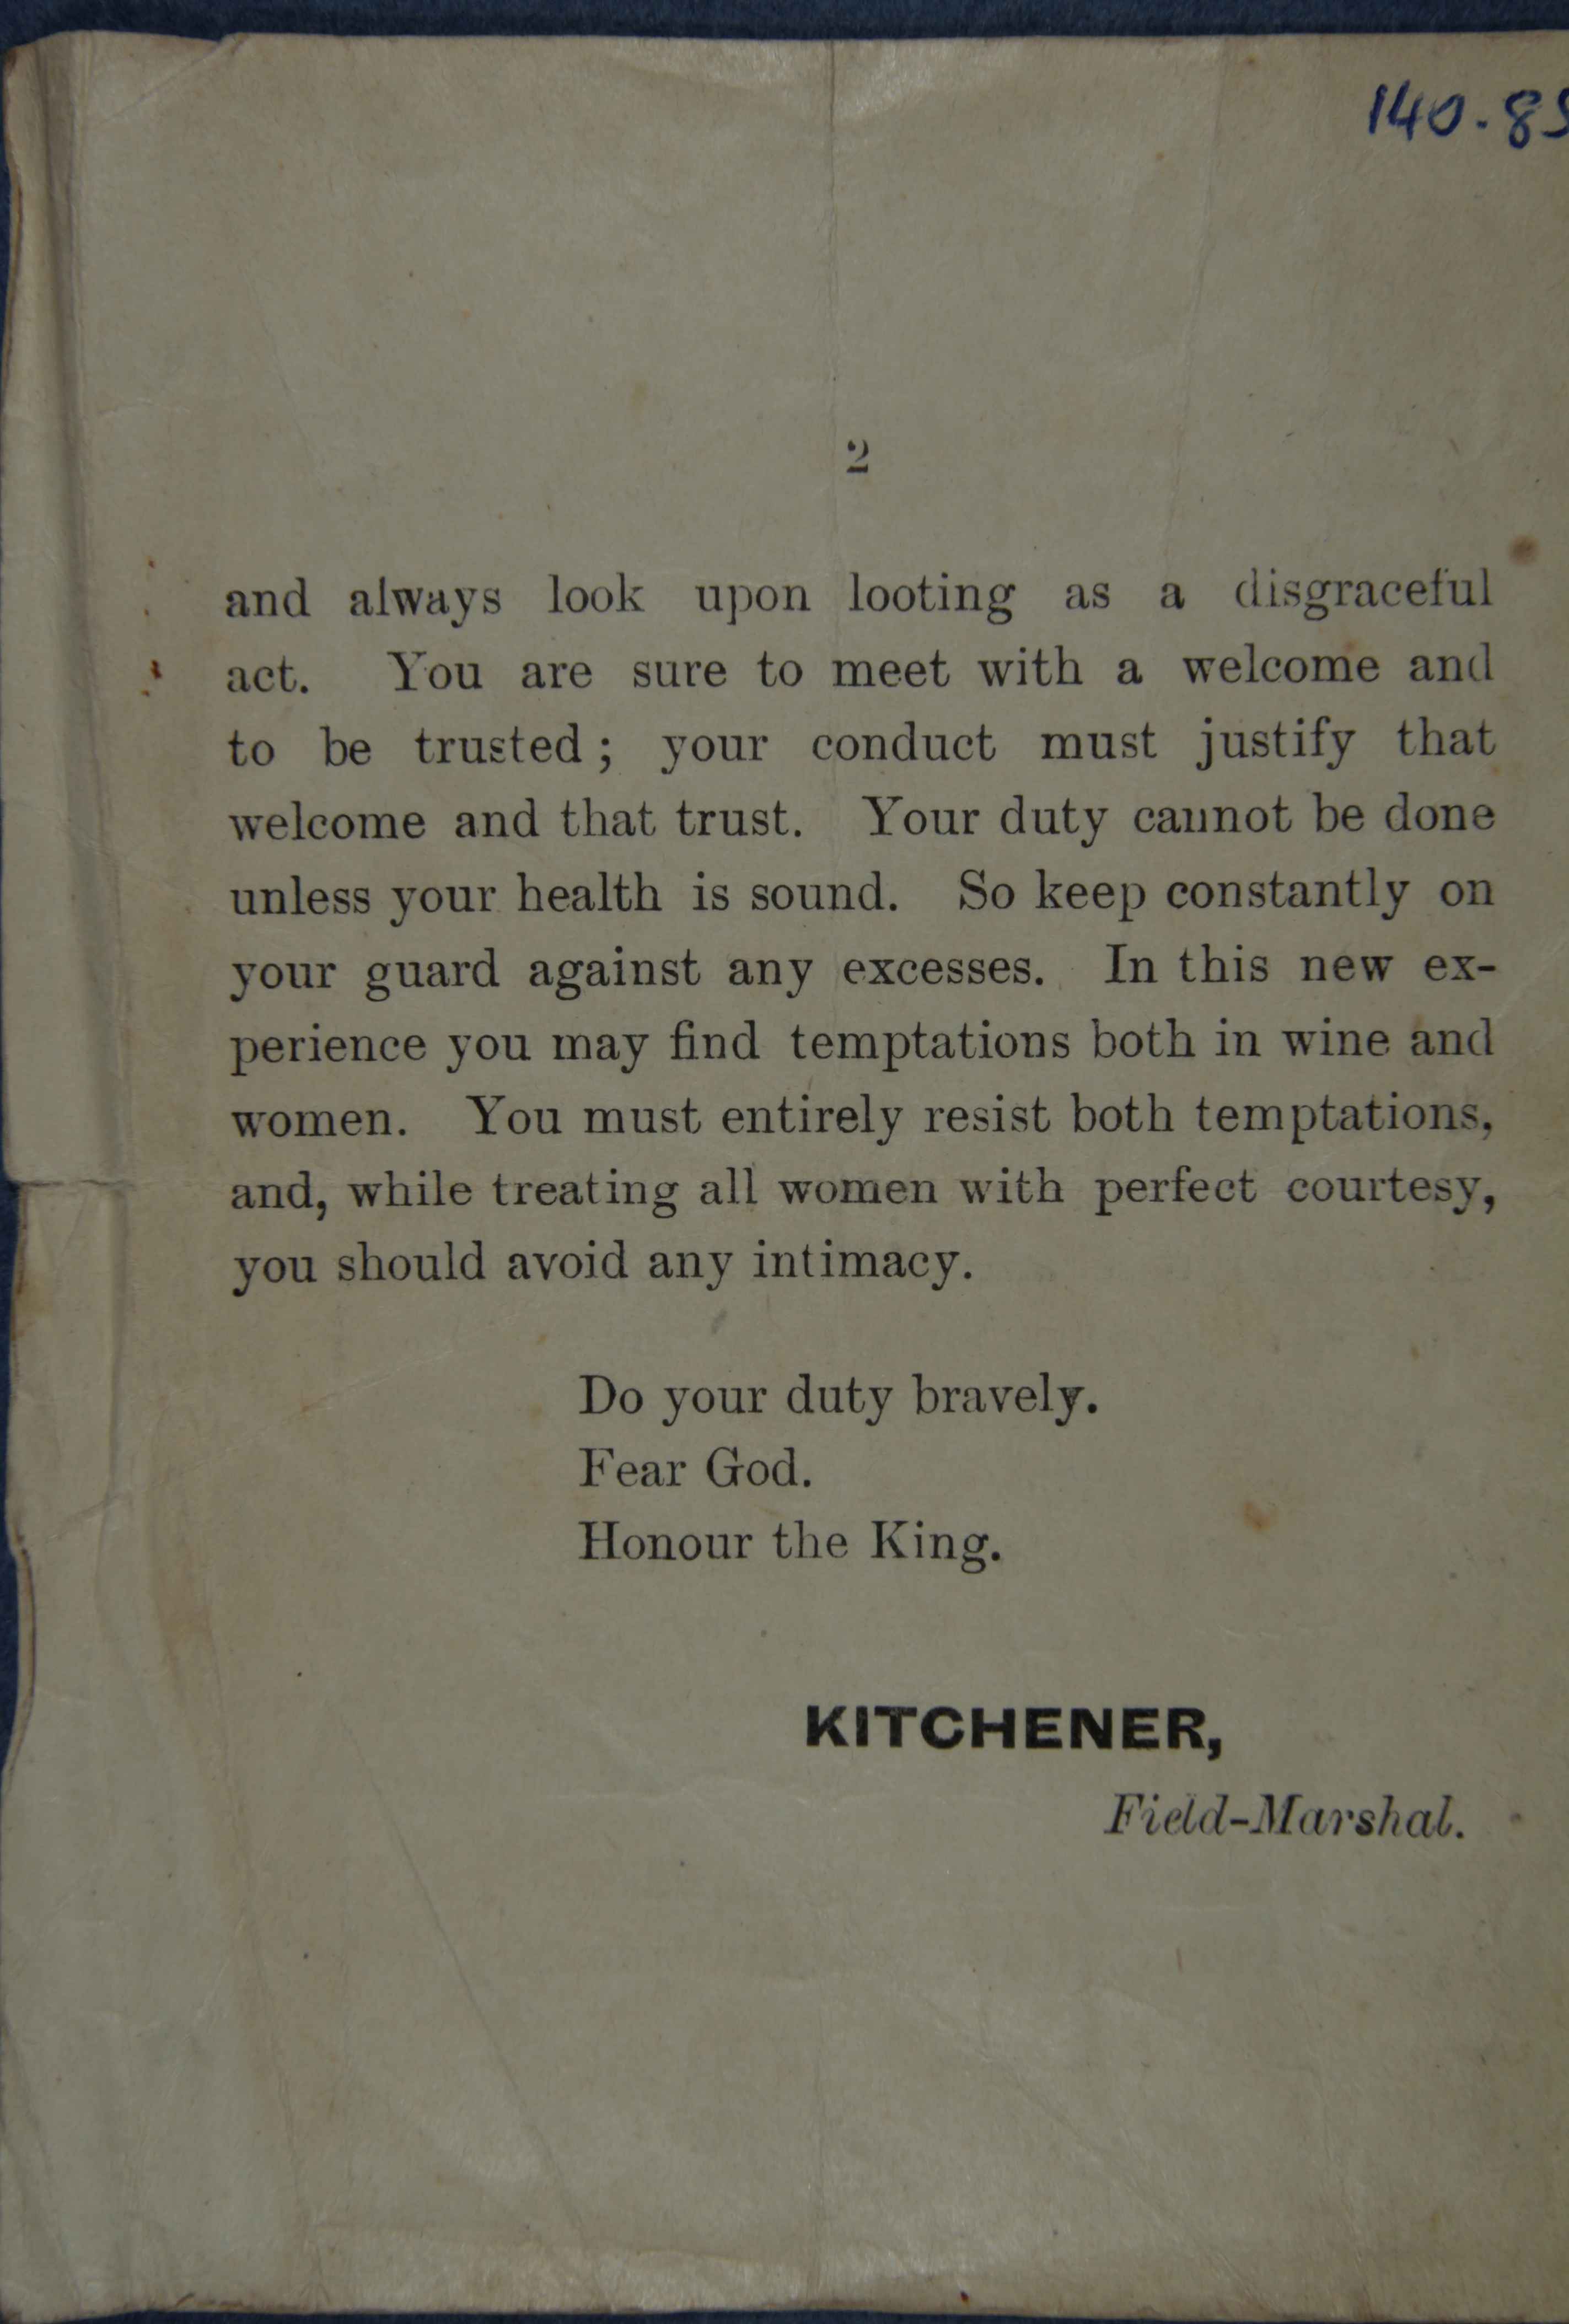 140.85
2
and always look upon looting as a disgraceful
act. You are sure to meet with a welcome and
to be trusted; your conduct must justify that
welcome and that trust. Your duty cannot be done
unless your health is sound. So keep constantly on
your guard against any excesses. In this new ex-
perience you may find temptations both in wine and
women. You must entirely resist both temptations,
and, while treating all women with perfect courtesy,
you should avoid any intimacy.
Do your duty bravely.
Fear God.
Honour the King.
KITCHENER,
Field-Marshal.